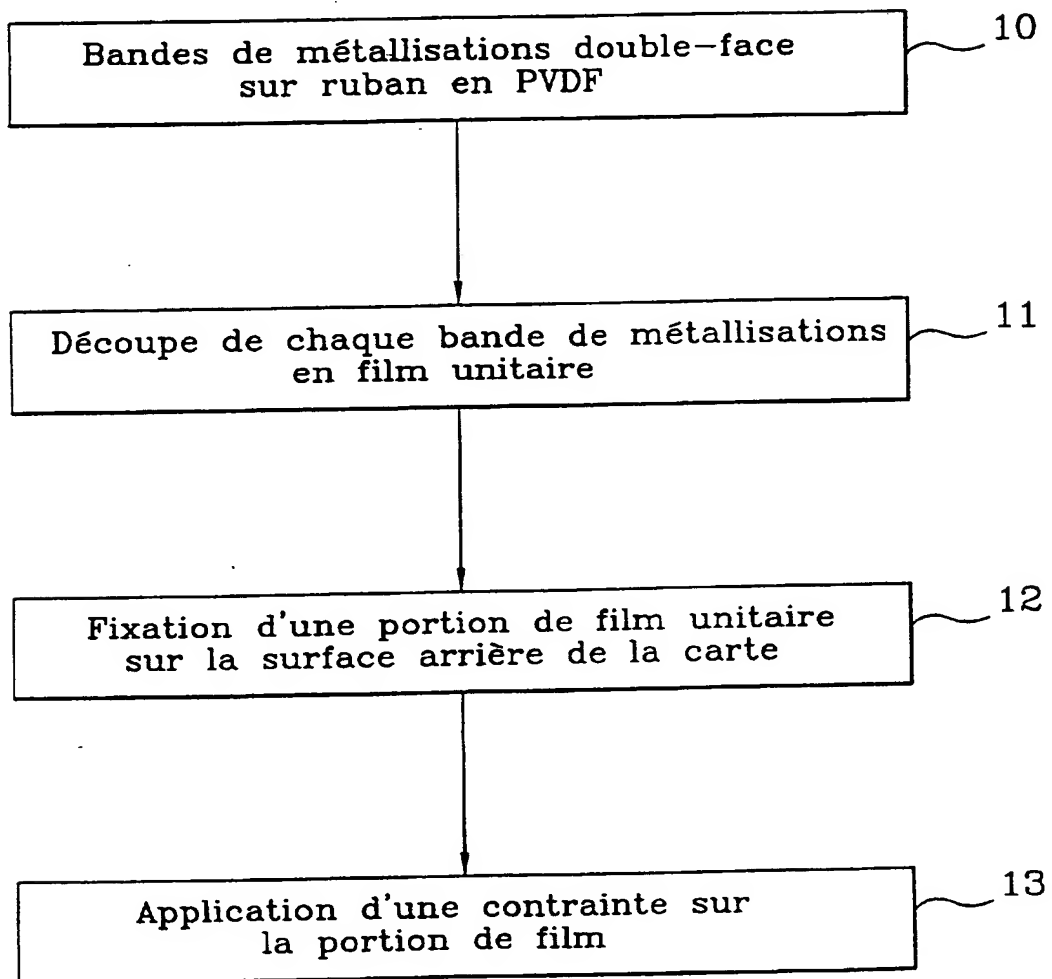 Bandes de métallisations double-face
sur ruban en PVDF
10
Découpe de chaque bande de métallisations
en film unitaire
11
Fixation d'une portion de film unitaire
sur la surface arrière de la carte
12
Application d'une contrainte sur
la portion de film
13